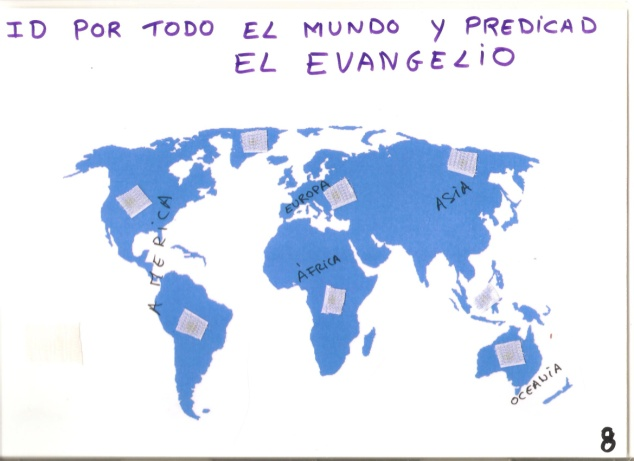 ID POR TODO EL MUNDO Y PREDICAD
EL EVANGELIO
EUROPA
ASIA
AMERICA
ÁFRICA
OCEANIA
8